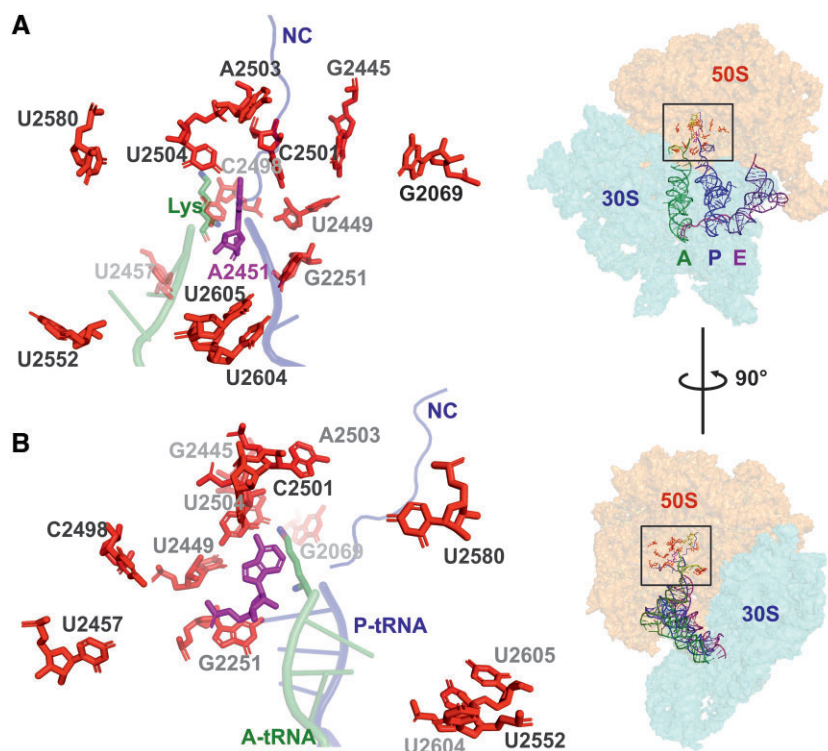 A
NC
A2503
G2445
U2580
U2504
C2498
C2501
G2069
Lys
U2449
A2451
U2457
G2251
U2605
U2552
U2604
50S
30S
A P E
90°
B
NC
G2445
A2503
C2501
U2504
C2498
U2449
G2069
U2580
U2457
P-tRNA
G2251
U2605
A-tRNA
U2604
U2552
50S
30S